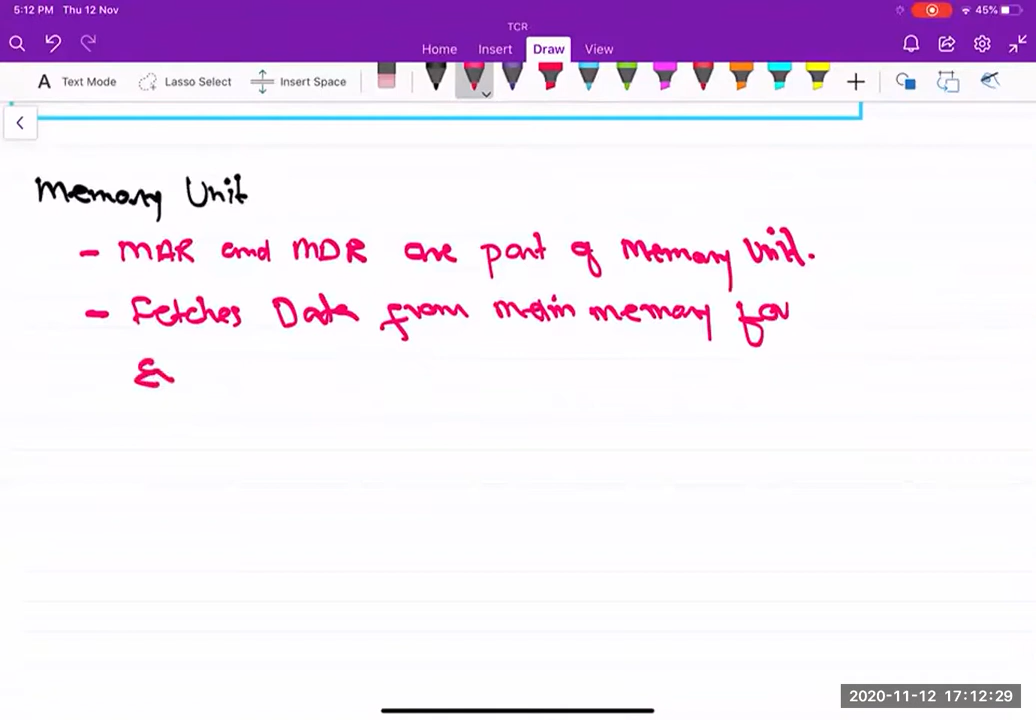 5:12 PM Thu 12 Nov
45%
TCR
Home Insert Draw View
A Text Mode Lasso Select Insert Space
Memory Unit
- MAR and MDR are part of Memory Unit.
- Fetches Data from main memory for
2020-11-12 17:12:29